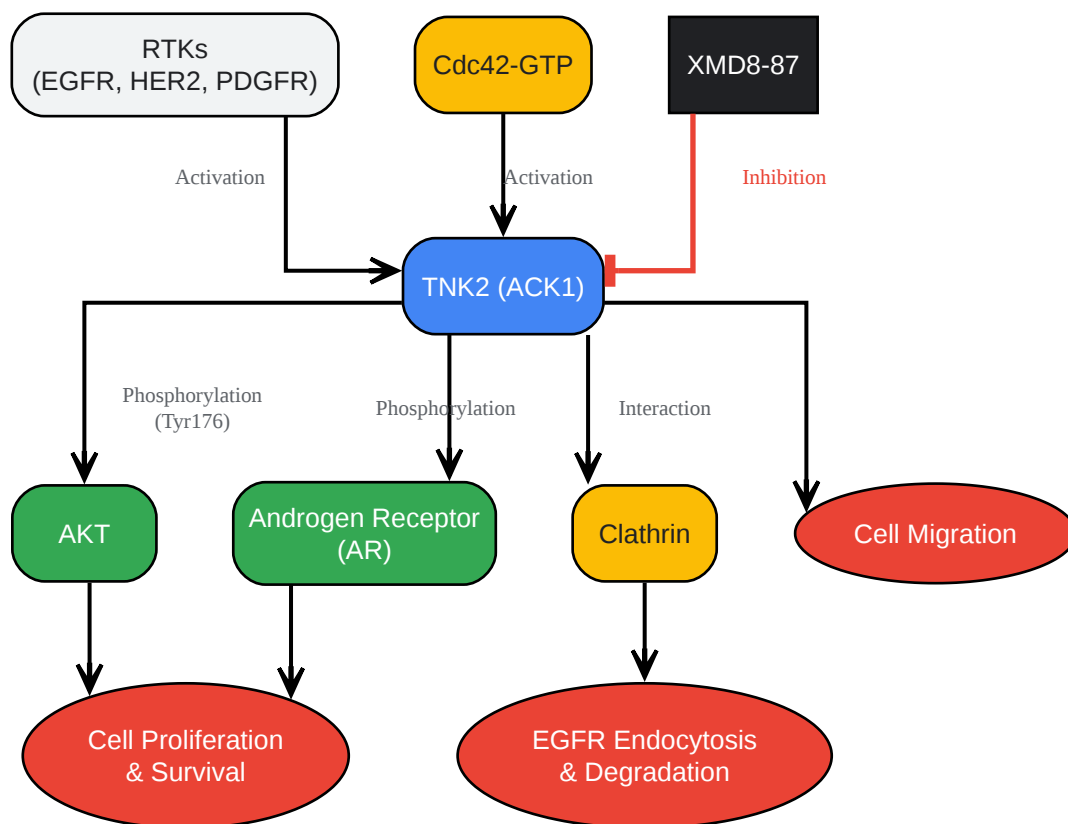 RTKs
(EGFR, HER2, PDGFR)
Cdc42-GTP
XMD8-87
Activation
Activation
Inhibition
TNK2 (ACK1)
Phosphorylation
(Tyr176)
Phosphorylation
Interaction
AKT
Androgen Receptor
(AR)
Clathrin
Cell Migration
Cell Proliferation
& Survival
EGFR Endocytosis
& Degradation